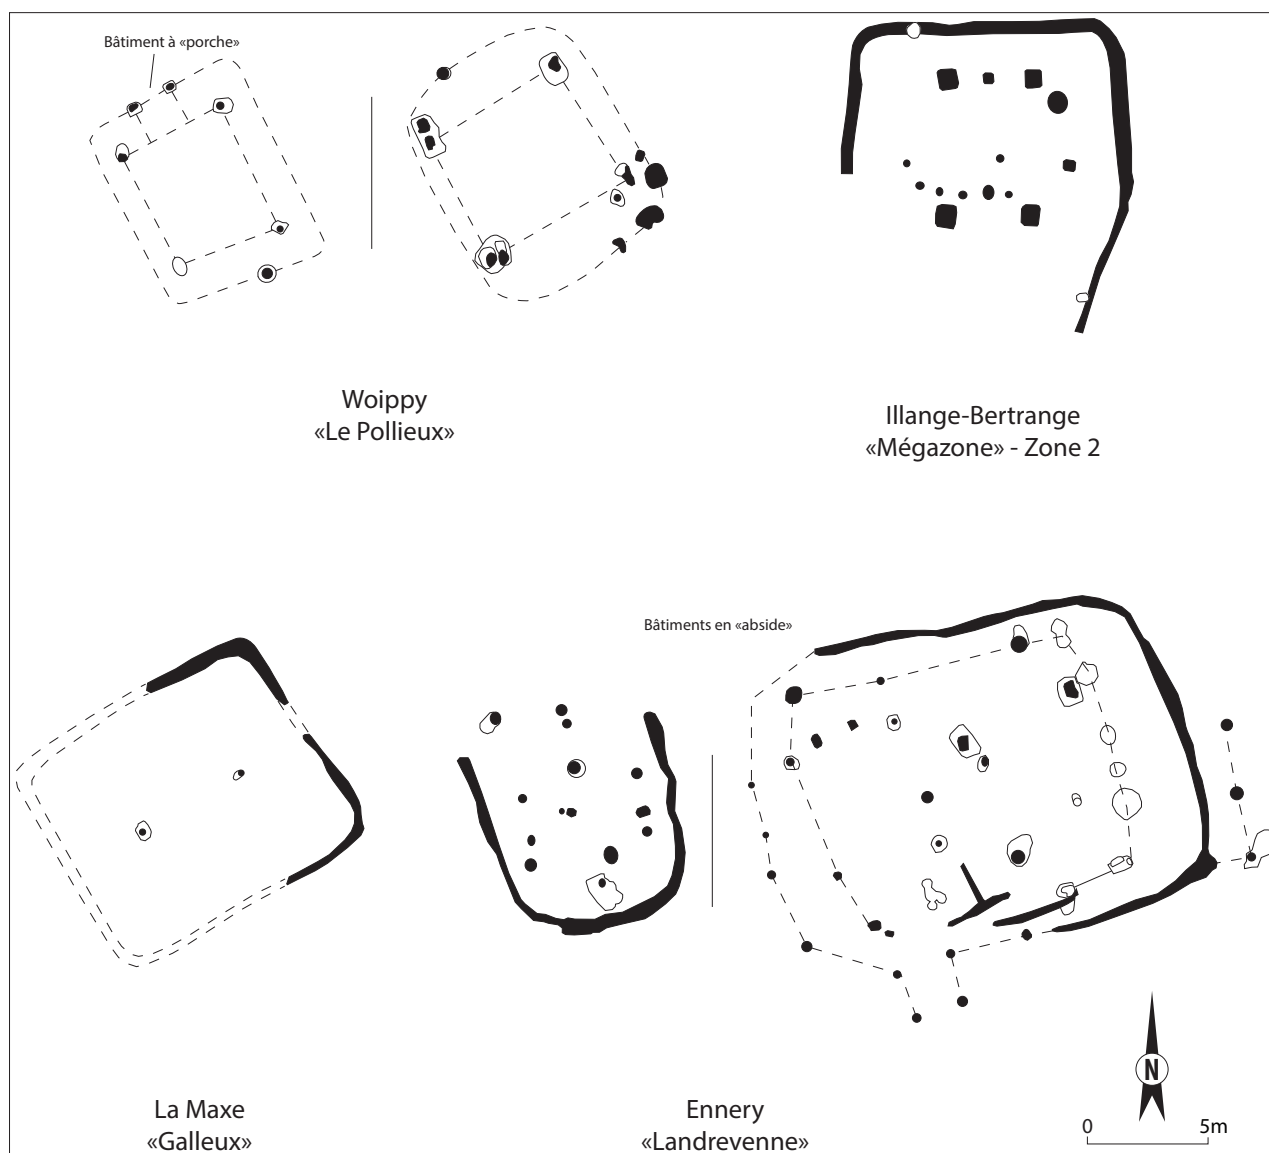 Bâtiment à «porche»
Woippy
«Le Pollieux»
Illange-Bertrange
«Mégazone» - Zone 2
Bâtiments en «abside»
La Maxe
«Galleux»
Ennery
«Landrevenne»
N
0 5m